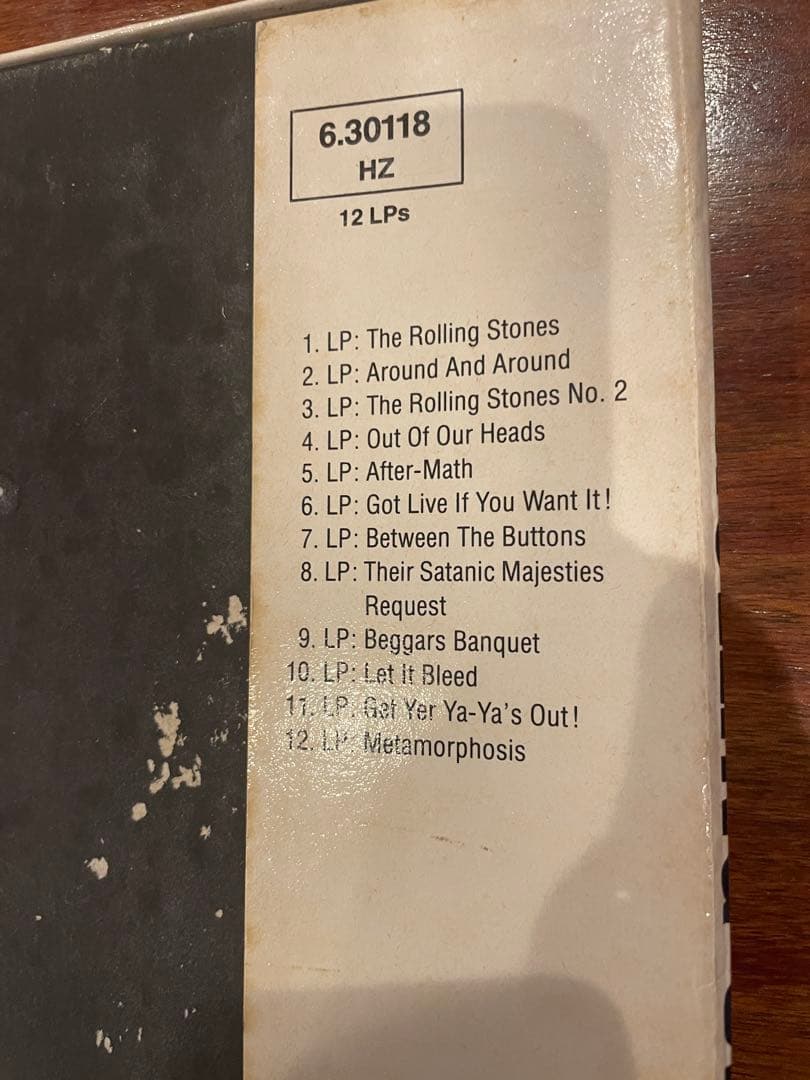 6.30118
HZ
12 LPs
1. LP: The Rolling Stones
2. LP: Around And Around
3. LP: The Rolling Stones No. 2
4. LP: Out Of Our Heads
5. LP: After-Math
6. LP: Got Live If You Want It!
7. LP: Between The Buttons
8. LP: Their Satanic Majesties
Request
9. LP: Beggars Banquet
10. LP: Let It Bleed
11. LP: Get Yer Ya-Ya's Out!
12. LP: Metamorphosis